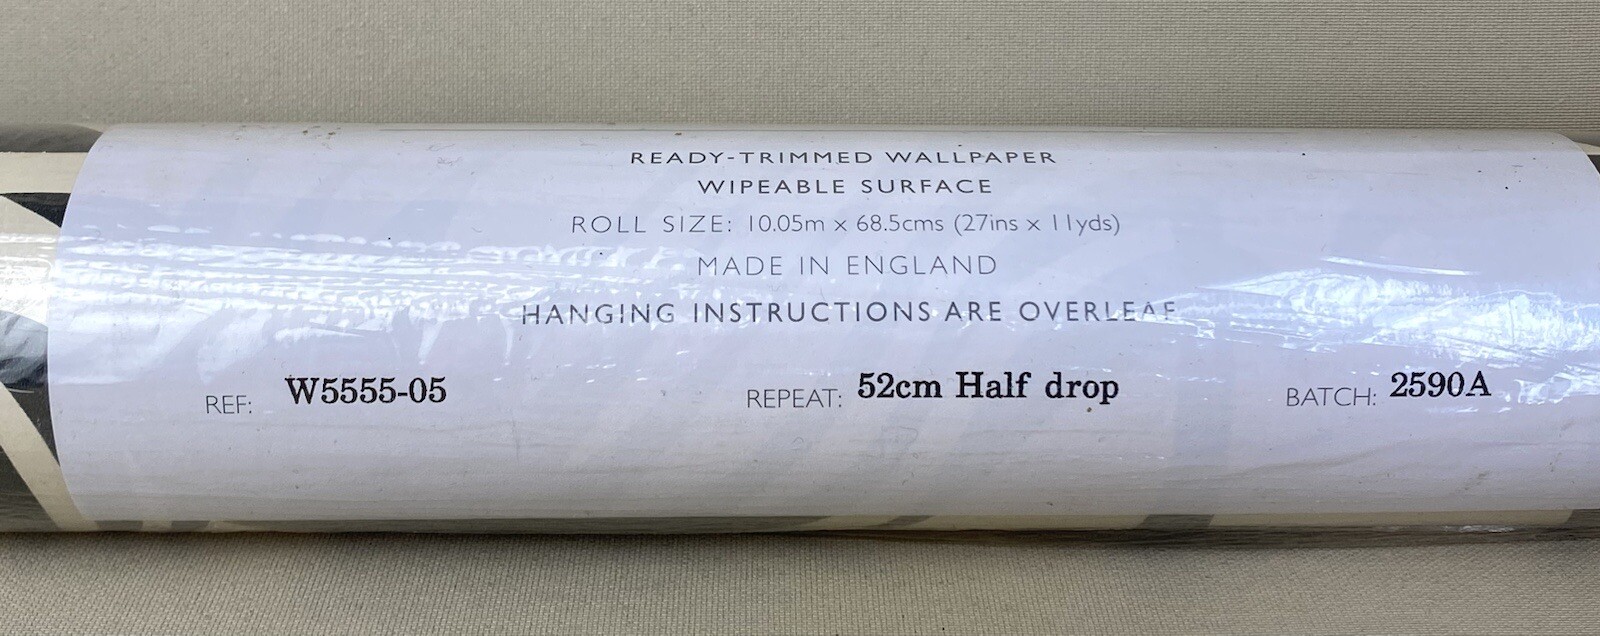 READY-TRIMMED WALLPAPER
WIPEABLE SURFACE
ROLL SIZE: 10.05m x 68.5cms (27ins x 11yds)
MADE IN ENGLAND
HANGING INSTRUCTIONS ARE OVERLEAF
REF: W5555-05 REPEAT: 52cm Half drop BATCH: 2590A